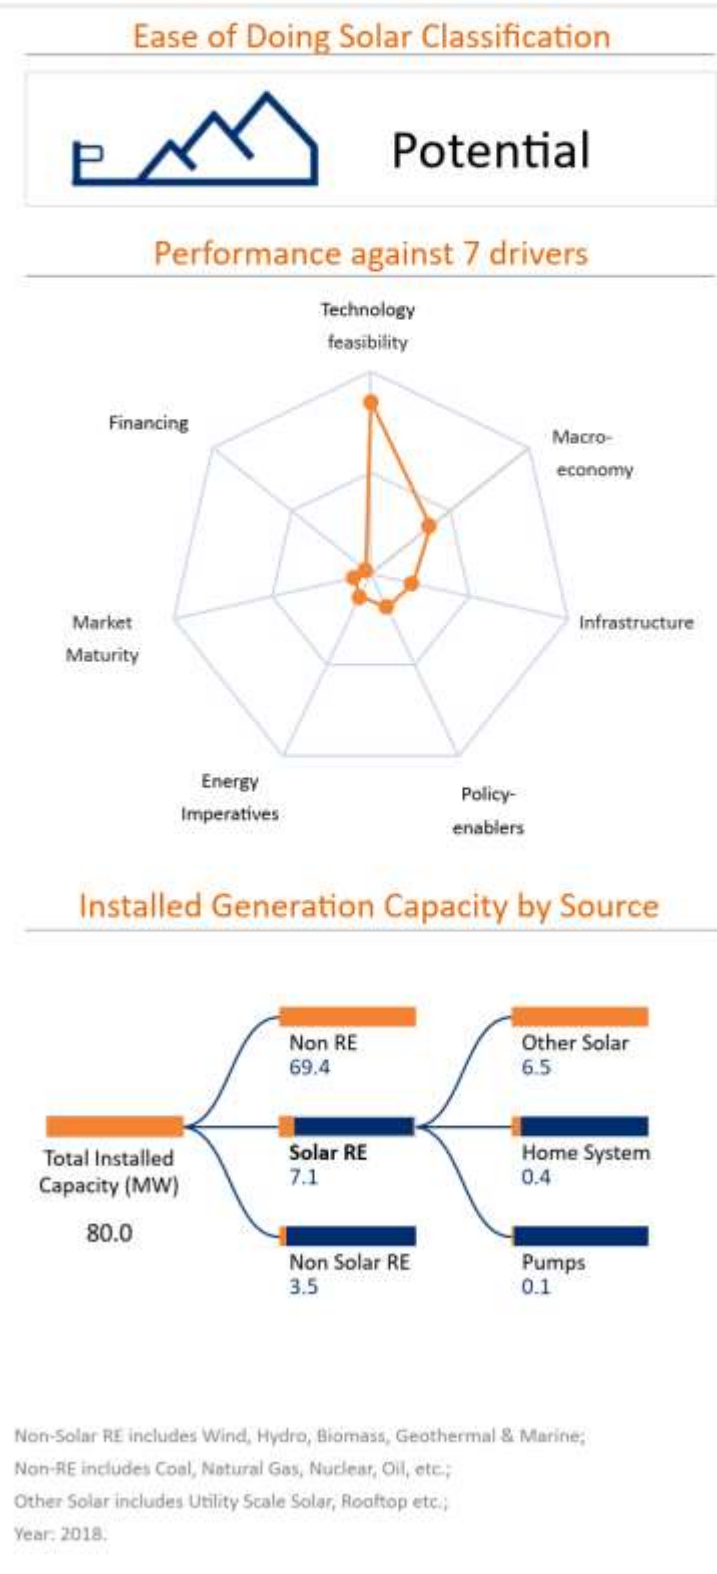 Ease of Doing Solar Classification
Potential
Performance against 7 drivers
Technology
feasibility
Financing
Macro-
economy
Market
Maturity
Infrastructure
Energy
Imperatives
Policy-
enablers
Installed Generation Capacity by Source
Total Installed
Capacity (MW)
80.0
Non RE
69.4
Solar RE
7.1
Non Solar RE
3.5
Other Solar
6.5
Home System
0.4
Pumps
0.1
Non-Solar RE includes Wind, Hydro, Biomass, Geothermal & Marine;
Non-RE includes Coal, Natural Gas, Nuclear, Oil, etc.;
Other Solar includes Utility Scale Solar, Rooftop etc.;
Year: 2018.